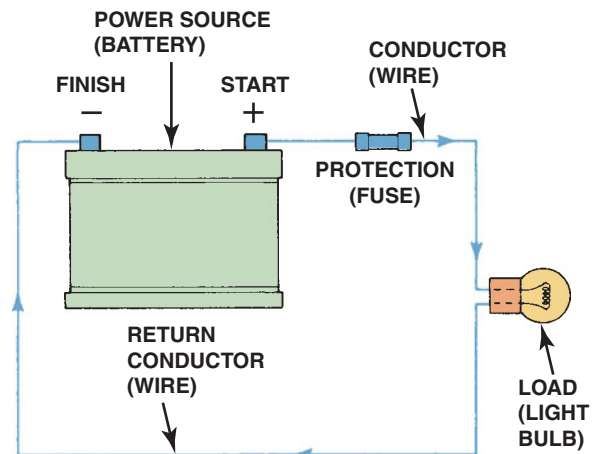 POWER SOURCE
(BATTERY)
CONDUCTOR
(WIRE)
FINISH
START
−
+
PROTECTION
(FUSE)
RETURN
CONDUCTOR
(WIRE)
LOAD
(LIGHT
BULB)